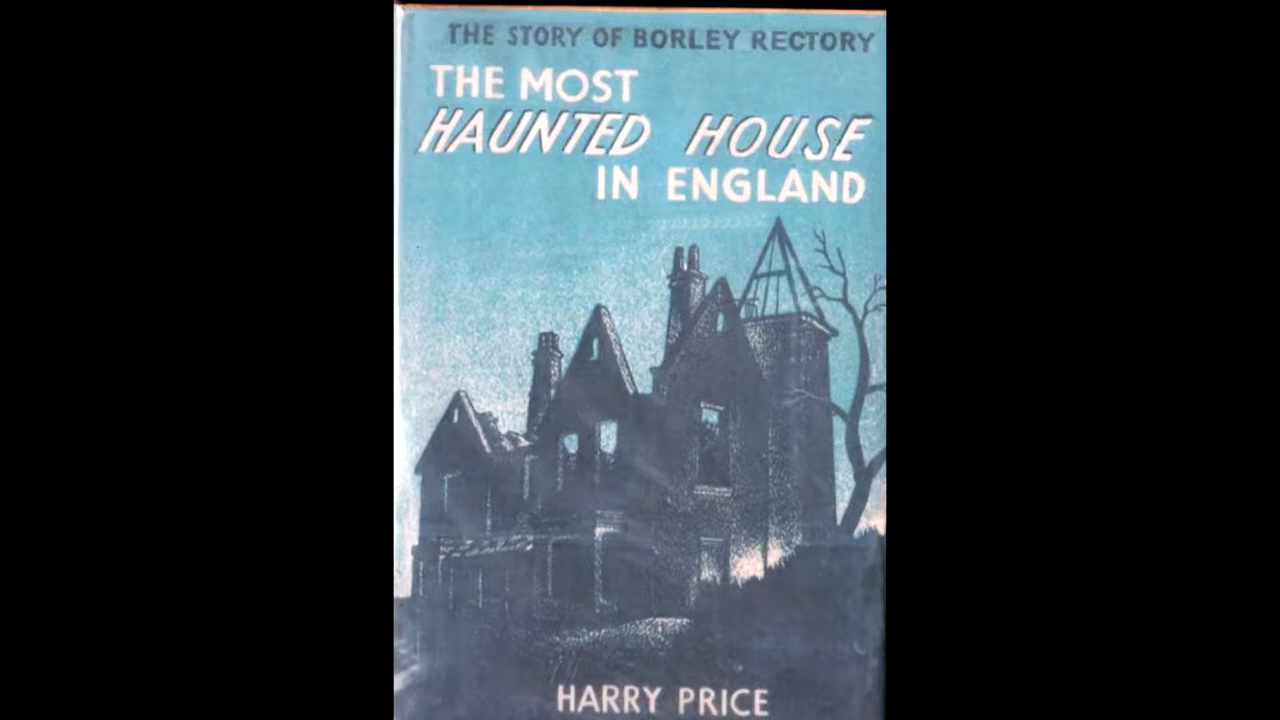 THE STORY OF BORLEY RECTORY
THE MOST
HAUNTED HOUSE
IN ENGLAND
HARRY PRICE